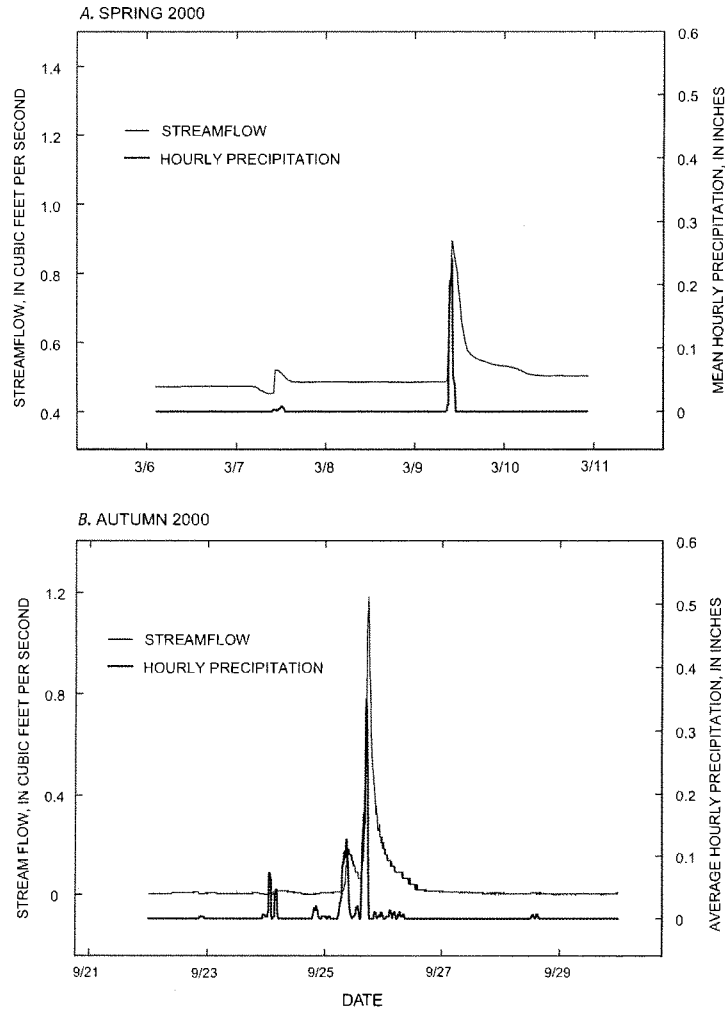 A. SPRING 2000
STREAMFLOW, IN CUBIC FEET PER SECOND
1.4
1.2
1.0
0.8
0.6
0.4
STREAMFLOW
HOURLY PRECIPITATION
0.6
0.5
0.4
0.3
0.2
0.1
0
MEAN HOURLY PRECIPITATION, IN INCHES
3/6 3/7 3/8 3/9 3/10 3/11
B. AUTUMN 2000
STREAM FLOW, IN CUBIC FEET PER SECOND
1.2
0.8
0.4
0
STREAMFLOW
HOURLY PRECIPITATION
0.6
0.5
0.4
0.3
0.2
0.1
0
AVERAGE HOURLY PRECIPITATION, IN INCHES
9/21 9/23 9/25 9/27 9/29
DATE